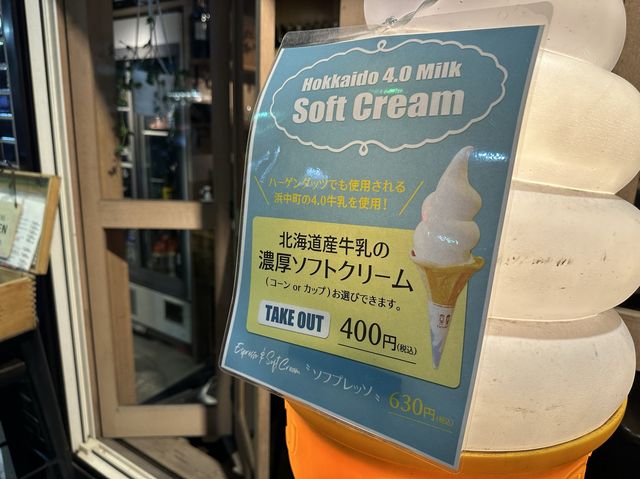 Hokkaido 4.0 Milk
Soft Cream
ハーゲンダッツでも使用される
浜中町の4.0牛乳を使用！
北海道産牛乳の
濃厚ソフトクリーム
(コーン or カップ) お選びできます。
TAKE OUT 400円(税込)
Espresso & Soft Cream ソフプレッソ 630円(税込)